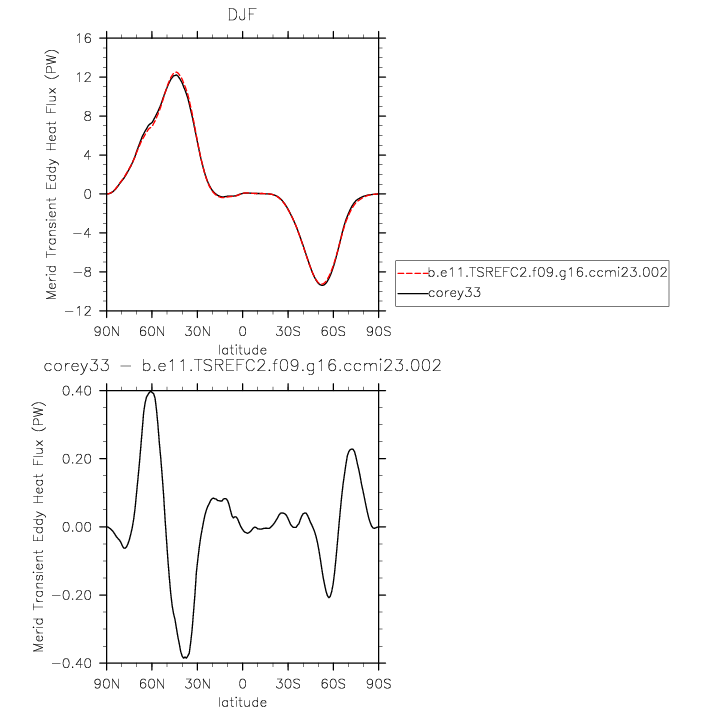 DJF
Merid Transient Eddy Heat Flux (PW)
16
12
8
4
0
−4
−8
−12
90N 60N 30N 0 30S 60S 90S
latitude
b.e11.TSREFC2.f09.g16.ccmi23.002
corey33
corey33 − b.e11.TSREFC2.f09.g16.ccmi23.002
Merid Transient Eddy Heat Flux (PW)
0.40
0.20
0.00
−0.20
−0.40
90N 60N 30N 0 30S 60S 90S
latitude